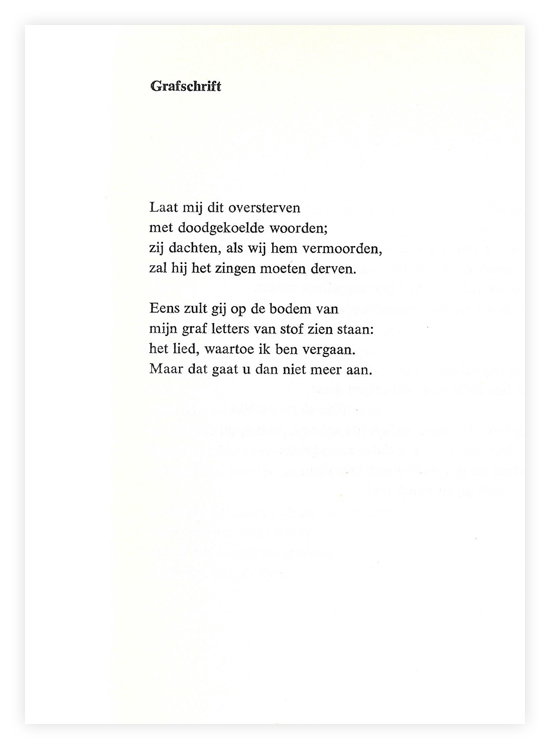 Grafschrift
Laat mij dit oversterven
met doodgekoelde woorden;
zij dachten, als wij hem vermoorden,
zal hij het zingen moeten derven.
Eens zult gij op de bodem van
mijn graf letters van stof zien staan:
het lied, waartoe ik ben vergaan.
Maar dat gaat u dan niet meer aan.